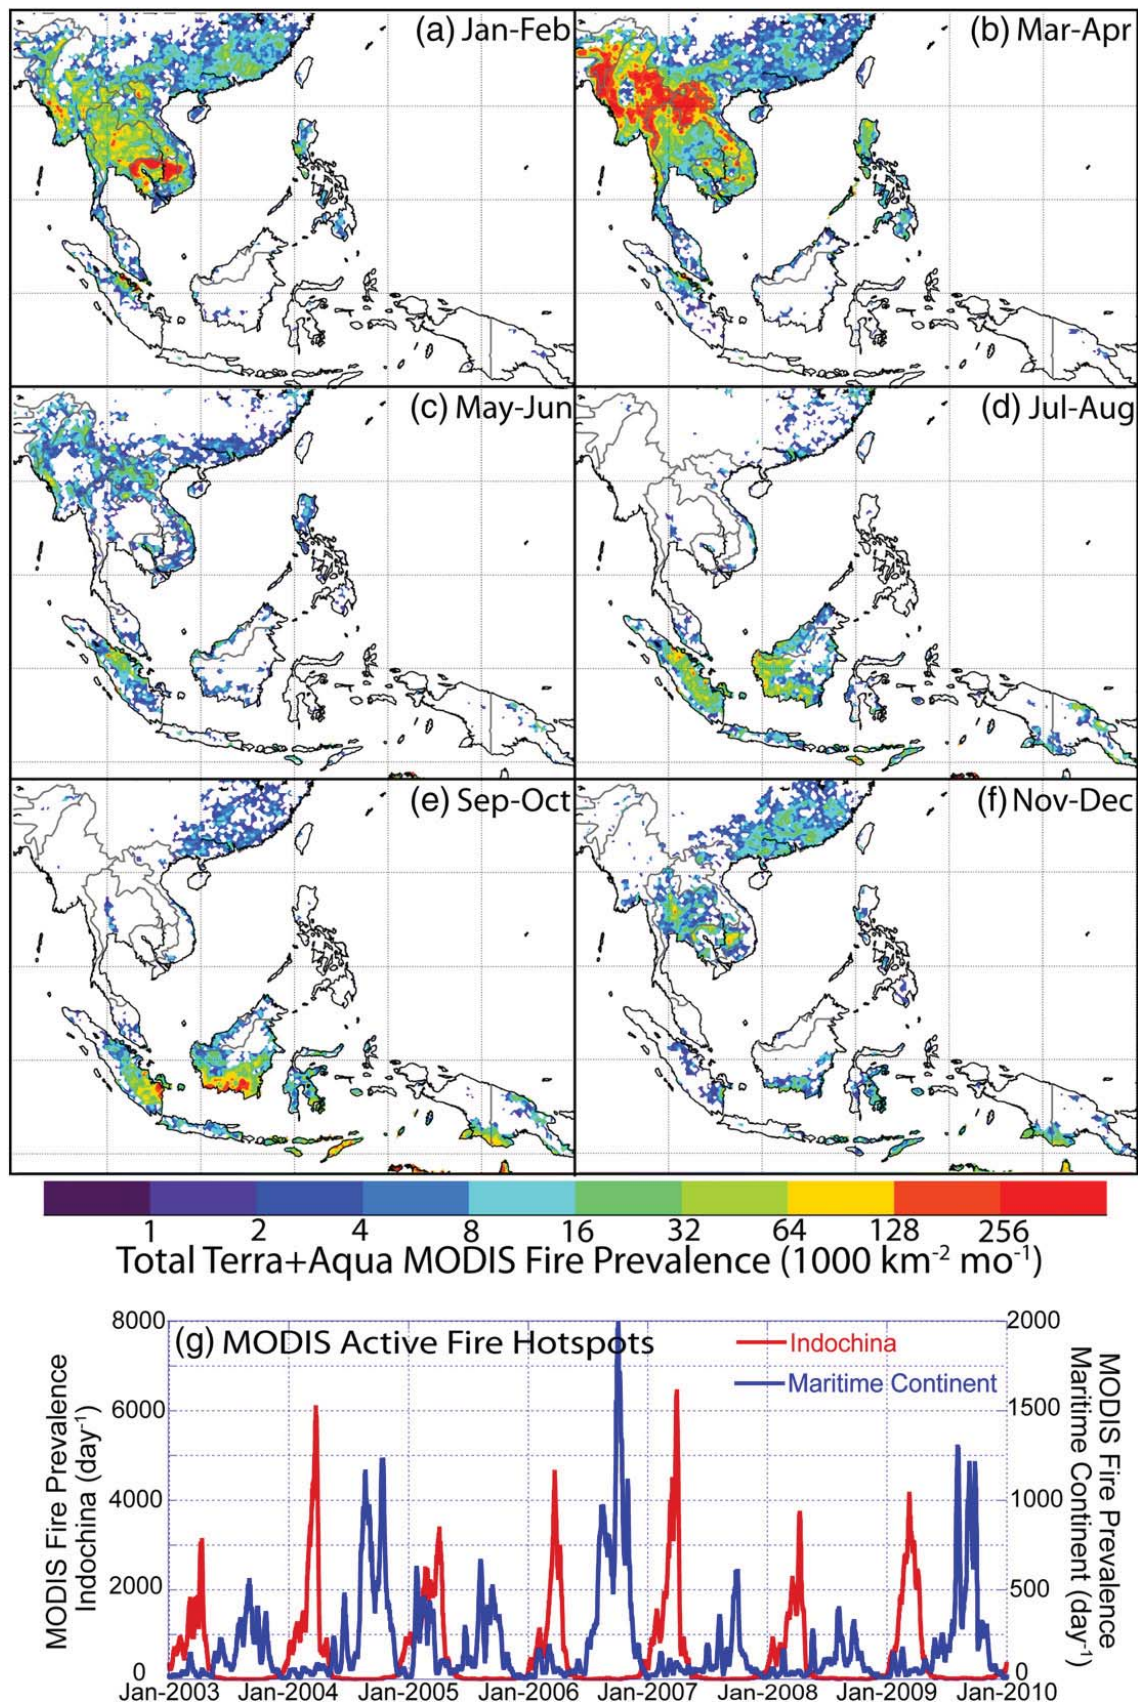 (a) Jan-Feb
(b) Mar-Apr
(c) May-Jun
(d) Jul-Aug
(e) Sep-Oct
(f) Nov-Dec
1 2 4 8 16 32 64 128 256
Total Terra+Aqua MODIS Fire Prevalence (1000 km⁻² mo⁻¹)
(g) MODIS Active Fire Hotspots
Indochina
Maritime Continent
MODIS Fire Prevalence
Indochina (day⁻¹)
8000
6000
4000
2000
0
2000
1500
1000
500
0
MODIS Fire Prevalence
Maritime Continent (day⁻¹)
Jan-2003 Jan-2004 Jan-2005 Jan-2006 Jan-2007 Jan-2008 Jan-2009 Jan-2010